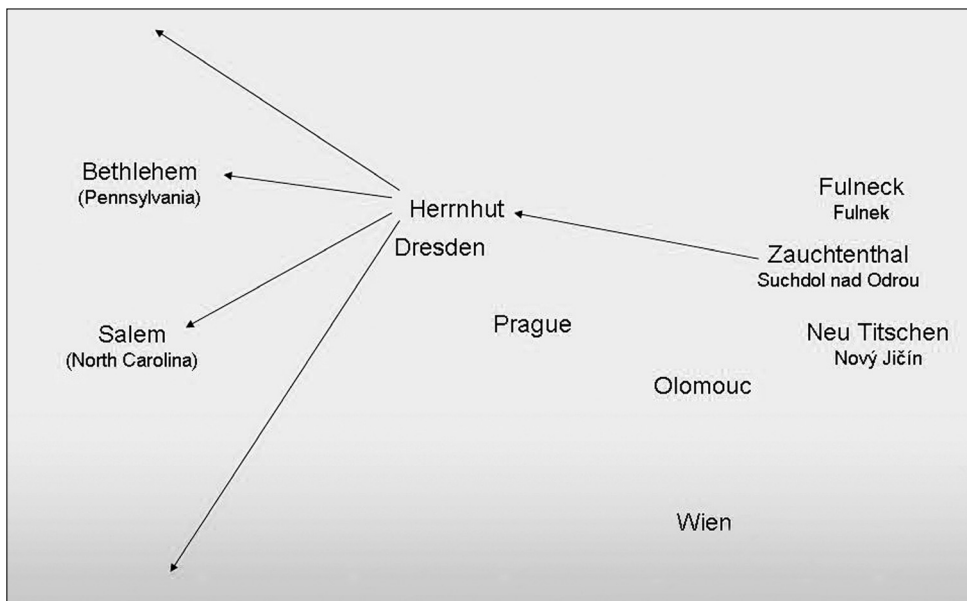 Bethlehem
(Pennsylvania)
Herrnhut
Dresden
Fulneck
Fulnek
Zauchtenthal
Suchdol nad Odrou
Salem
(North Carolina)
Prague
Neu Titschen
Nový Jičín
Olomouc
Wien